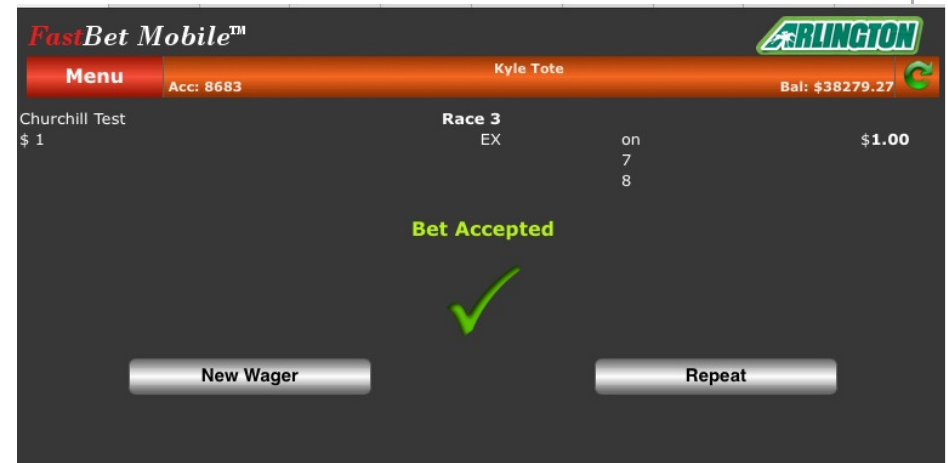 FastBet Mobile™
ARLINGTON
Menu
Kyle Tote
Acc: 8683
Bal: $38279.27
Churchill Test
Race 3
$ 1
EX
on
$1.00
7
8
Bet Accepted
New Wager
Repeat